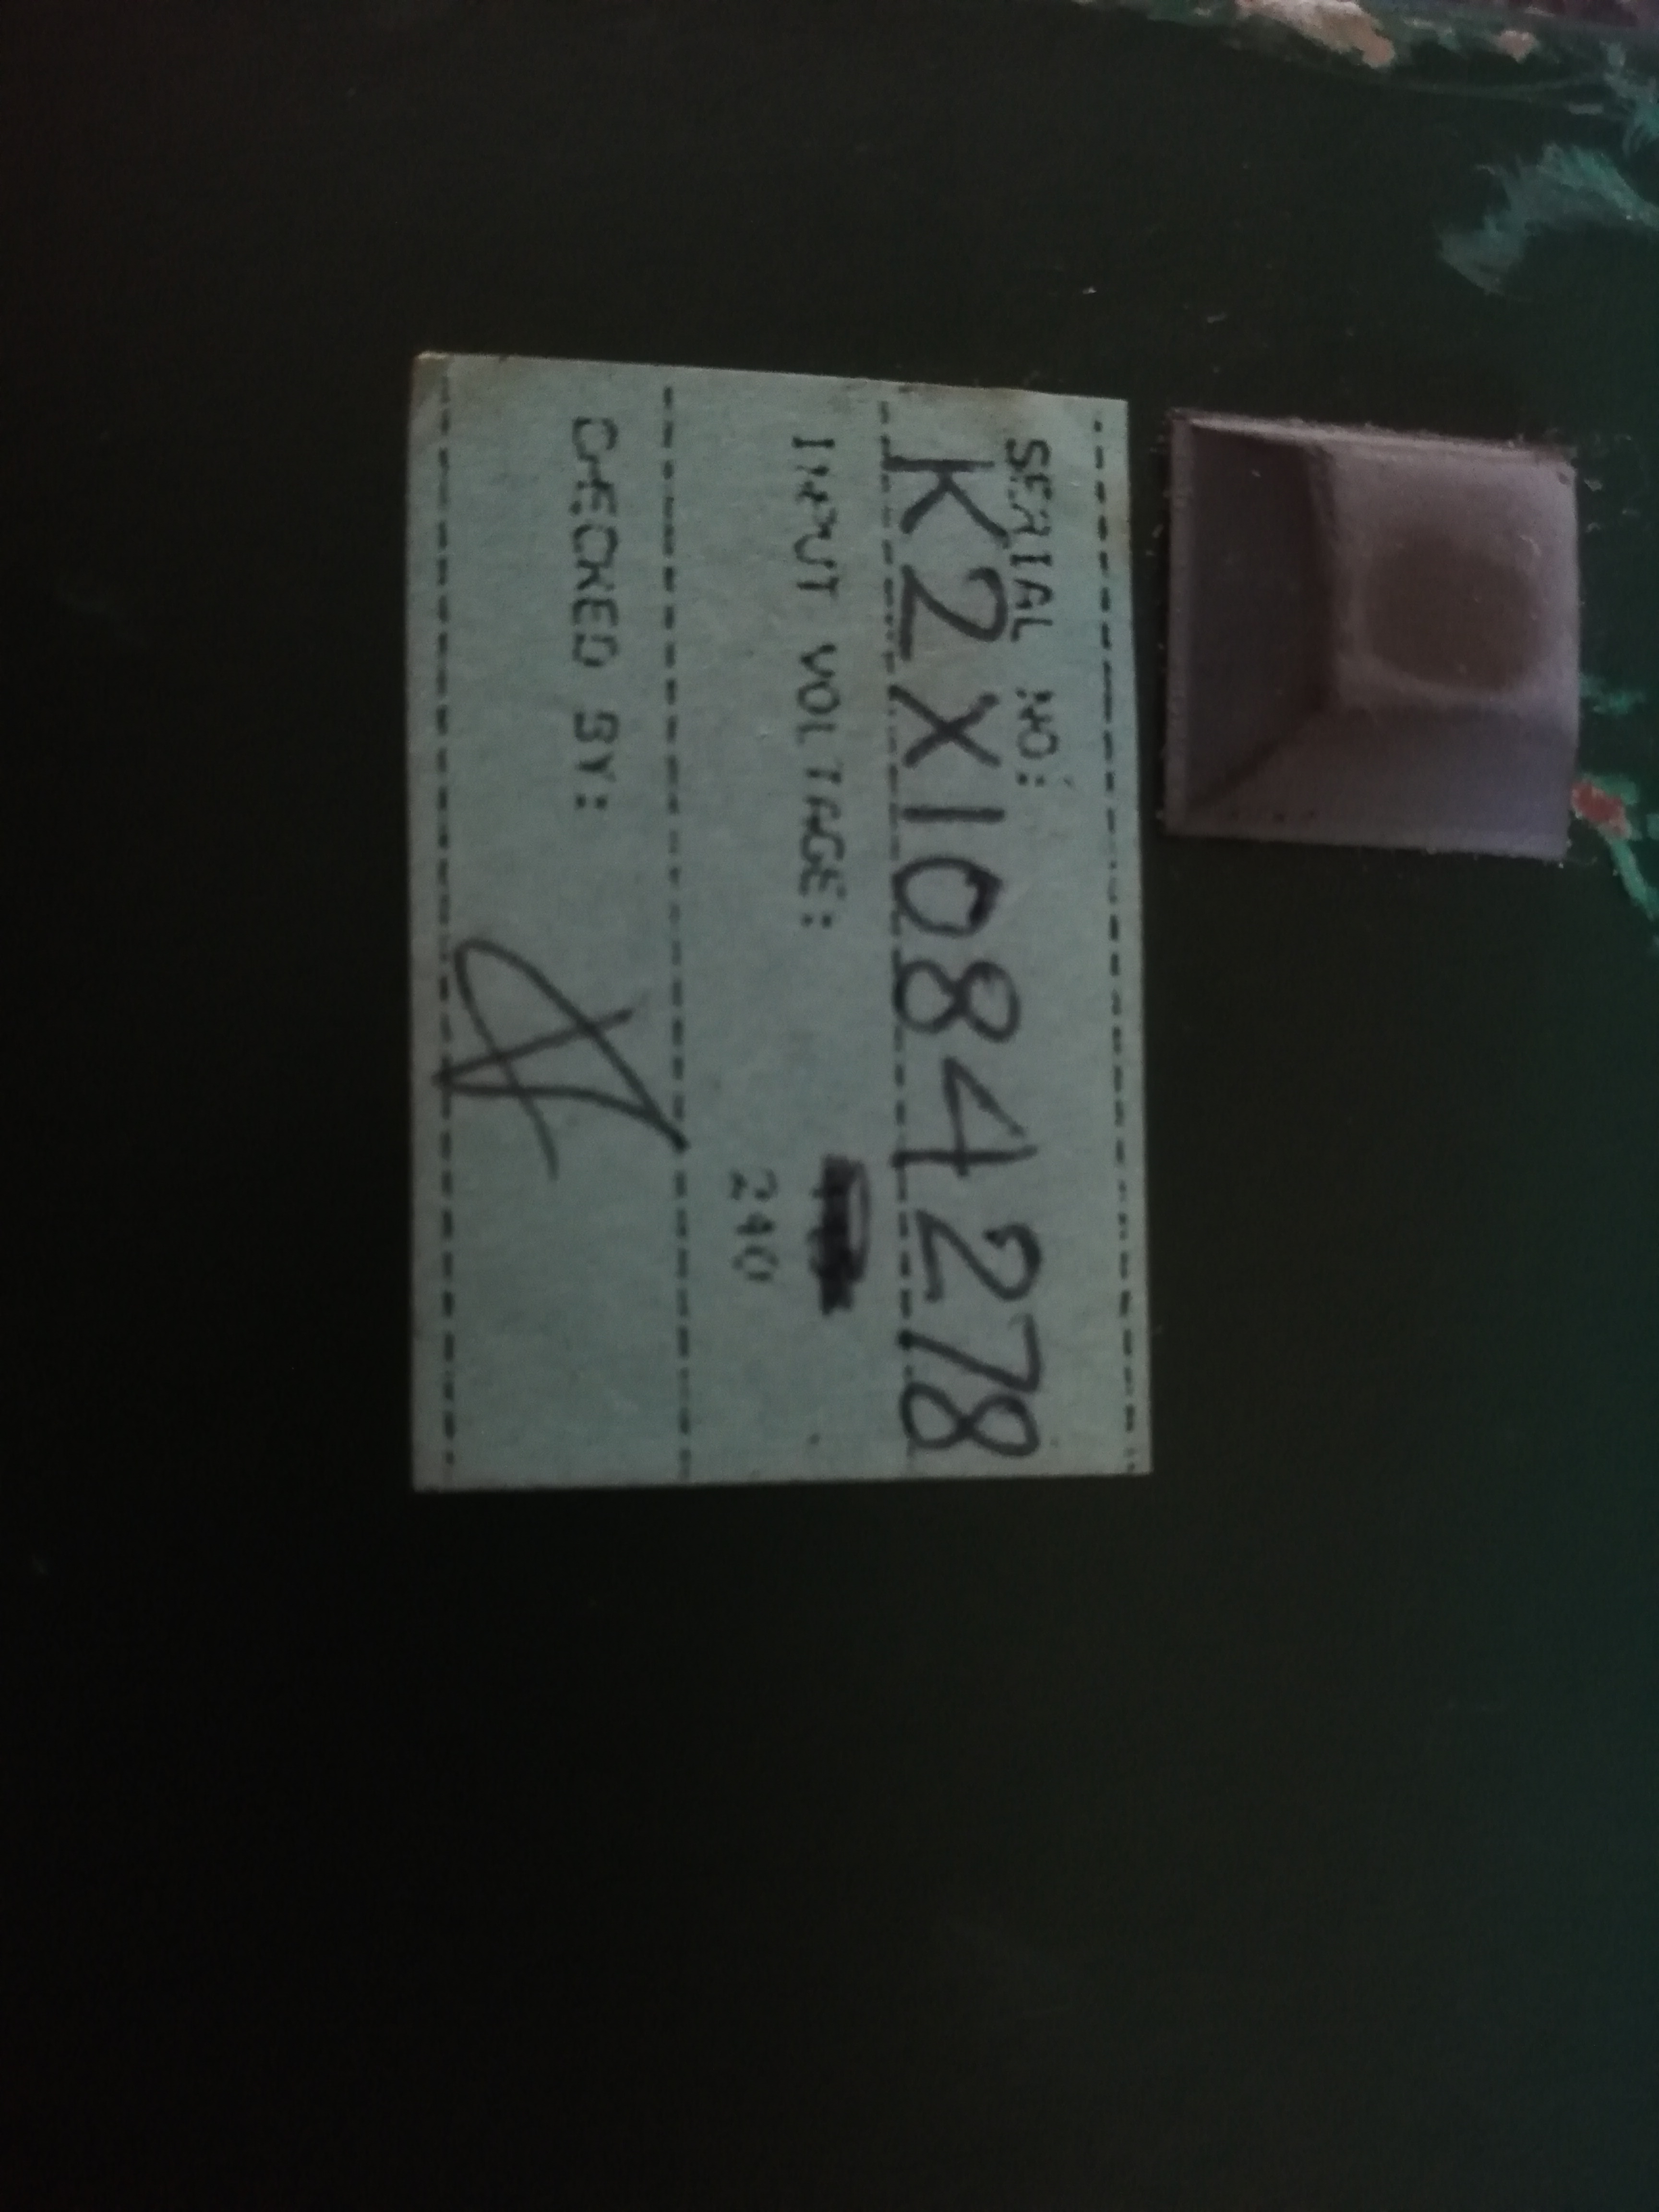 SERIAL NO:
K2X1084278
INPUT VOLTAGE:
240
CHECKED BY: